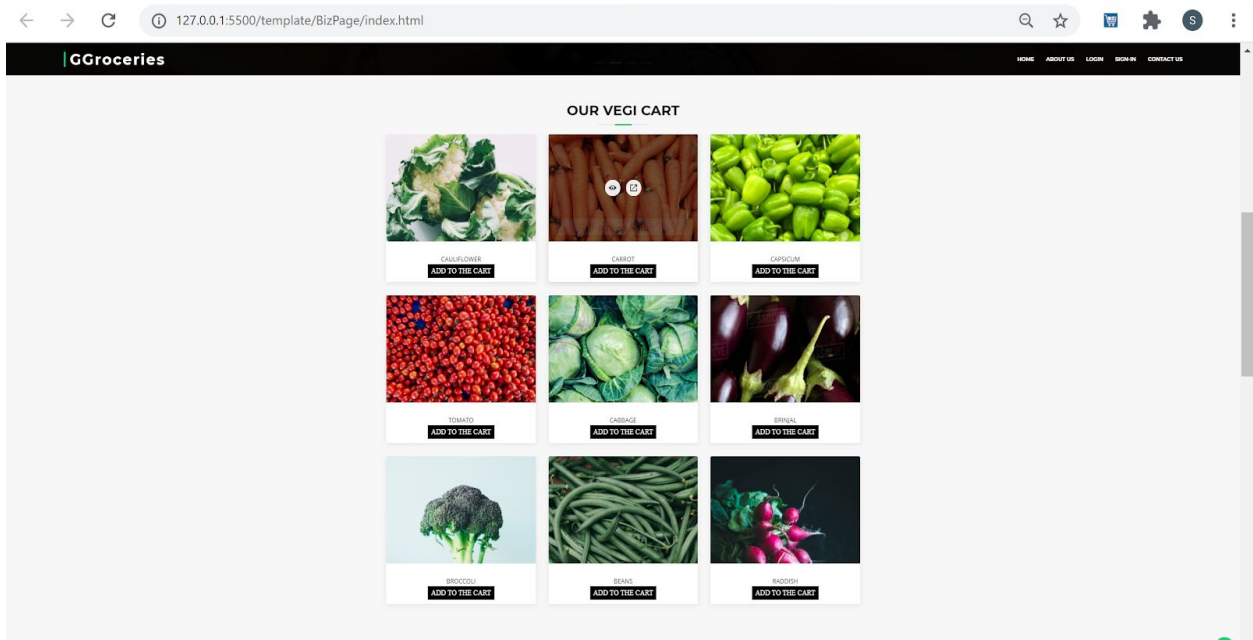 127.0.0.1:5500/template/BizPage/index.html
S
GGroceries
HOME ABOUT US LOGIN SIGN-IN CONTACT US
OUR VEGI CART
CAULIFLOWER CARROT CAPSICUM
ADD TO THE CART ADD TO THE CART ADD TO THE CART
TOMATO CABBAGE BRINJAL
ADD TO THE CART ADD TO THE CART ADD TO THE CART
BROCCOLI BEANS RADDISH
ADD TO THE CART ADD TO THE CART ADD TO THE CART